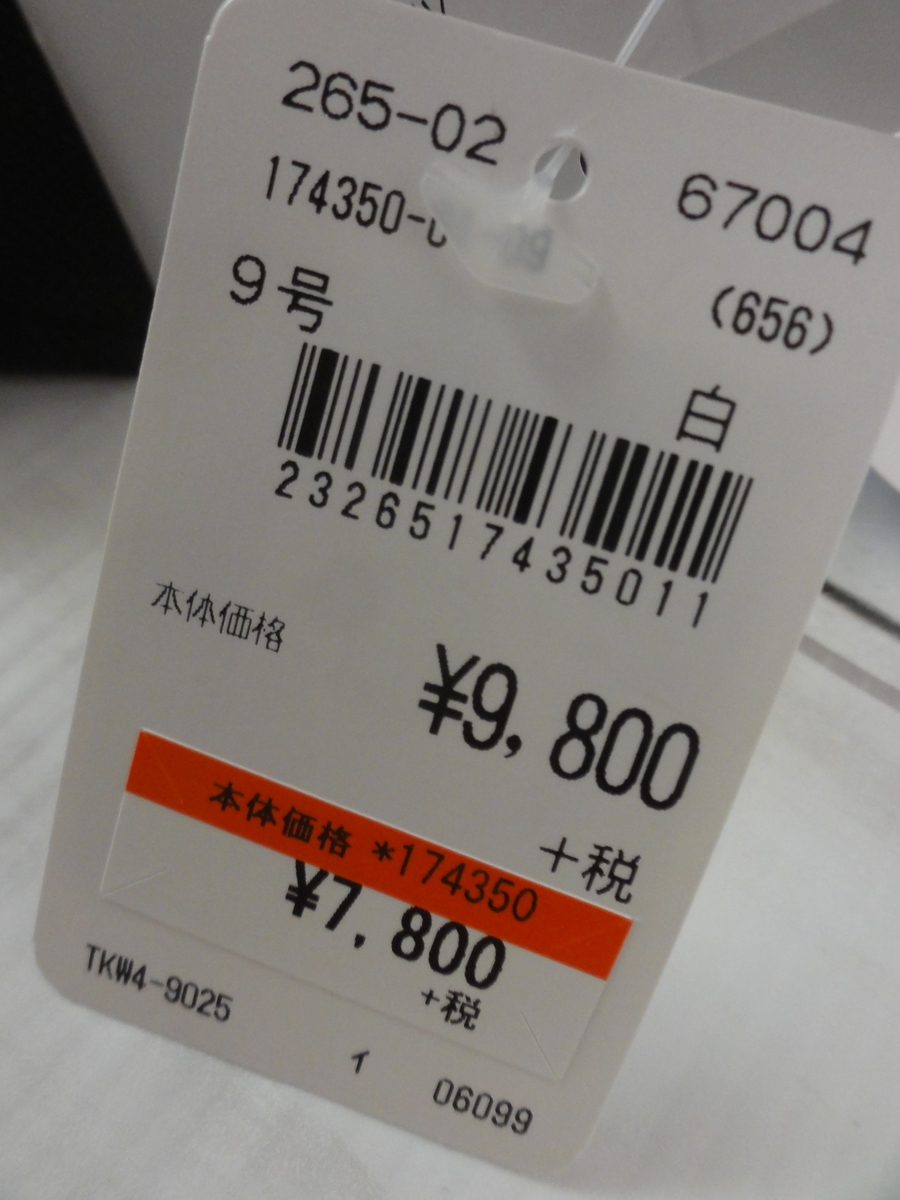 265-02
67004
174350-0
(656)
9号
白
2326517435011
本体価格
¥9,800
+税
本体価格 *174350
¥7,800
+税
TKW4-9025
イ 06099